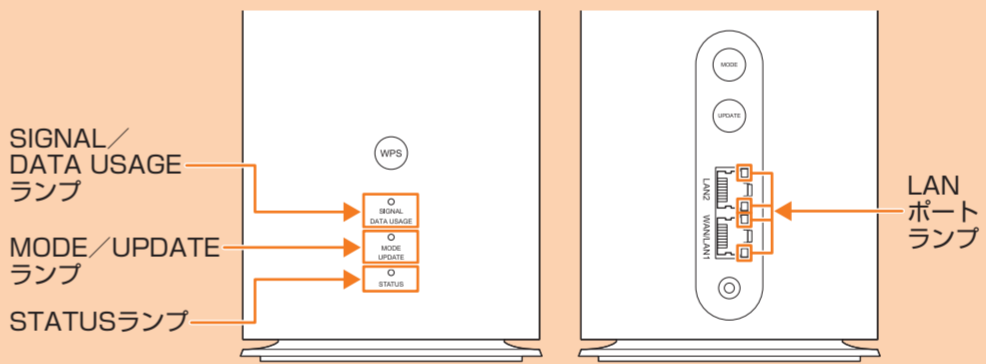 SIGNAL／
DATA USAGE
ランプ
MODE／UPDATE
ランプ
STATUSランプ
WPS
SIGNAL
DATA USAGE
MODE
UPDATE
STATUS
MODE
UPDATE
LAN2
WAN/LAN1
LAN
ポート
ランプ